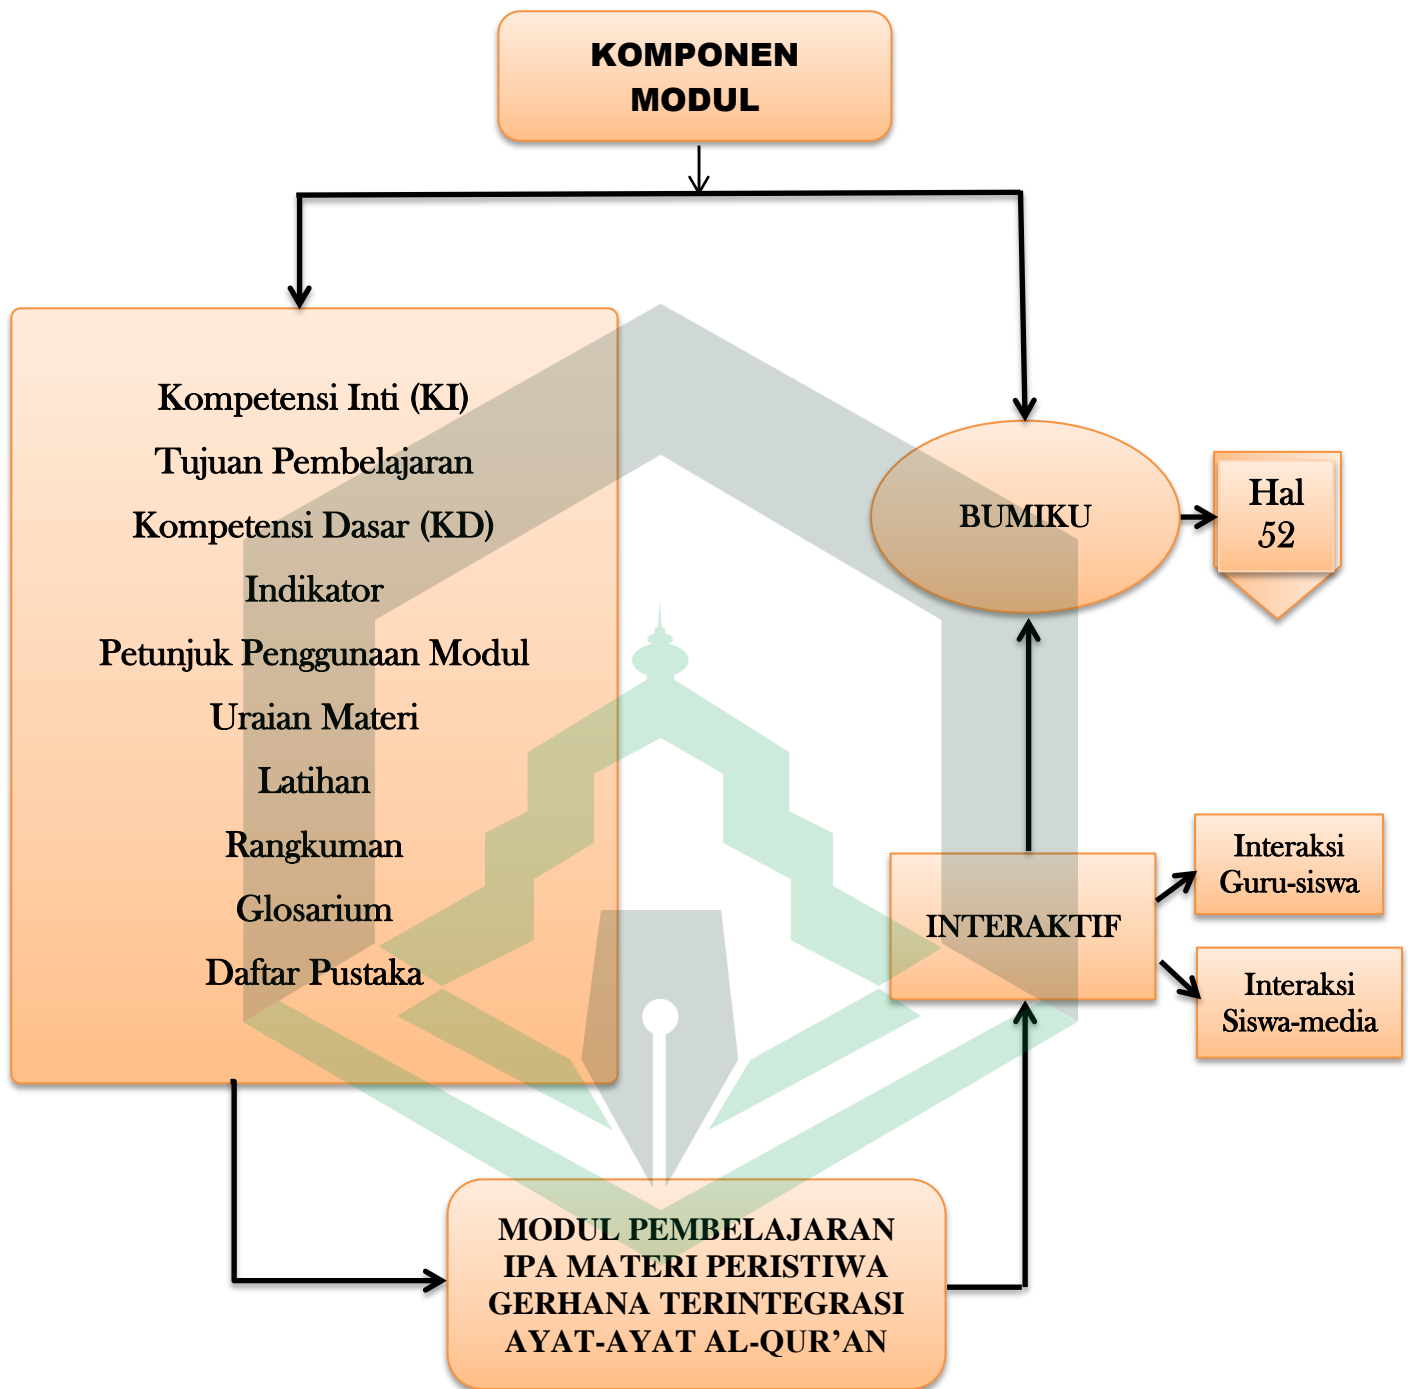 KOMPONEN
MODUL
Kompetensi Inti (KI)
Tujuan Pembelajaran
Kompetensi Dasar (KD)
Indikator
Petunjuk Penggunaan Modul
Uraian Materi
Latihan
Rangkuman
Glosarium
Daftar Pustaka
BUMIKU
Hal
52
INTERAKTIF
Interaksi
Guru-siswa
Interaksi
Siswa-media
MODUL PEMBELAJARAN
IPA MATERI PERISTIWA
GERHANA TERINTEGRASI
AYAT-AYAT AL-QUR’AN